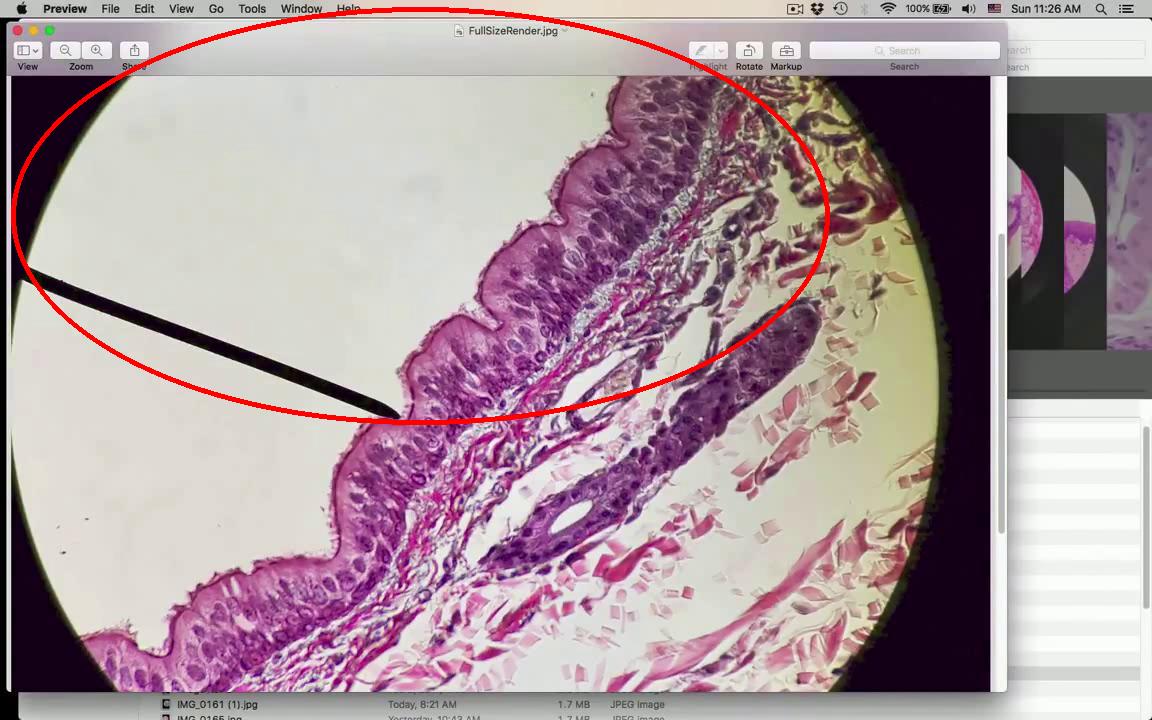 Preview File Edit View Go Tools Window Help 100% Sun 11:26 AM
FullSizeRender.jpg
Search
View Zoom Share Highlight Rotate Markup Search
IMG_0161 (1).jpg Today, 8:21 AM 1.7 MB JPEG image
IMG_0165.jpg Yesterday, 10:43 AM 1.7 MB JPEG image